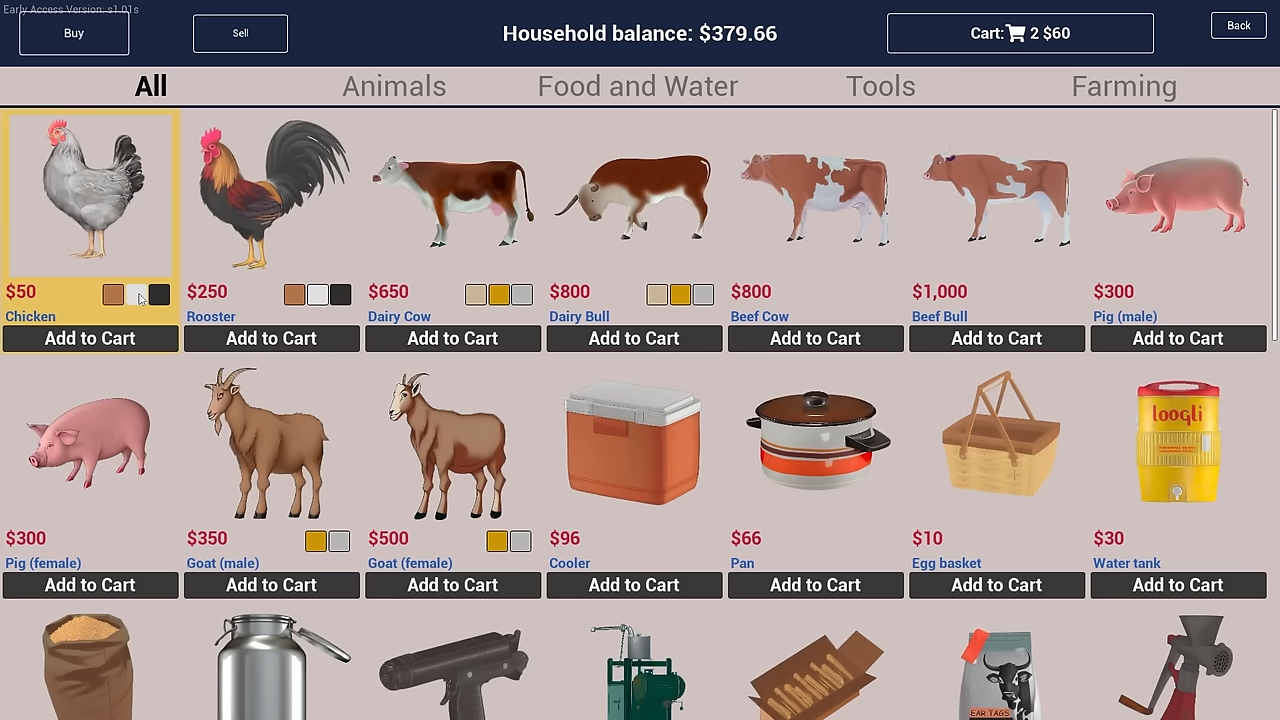 Early Access Version: s1.01s
Buy
Sell
Household balance: $379.66
Cart: 2 $60
Back
All
Animals
Food and Water
Tools
Farming
$50
Chicken
Add to Cart
$250
Rooster
Add to Cart
$650
Dairy Cow
Add to Cart
$800
Dairy Bull
Add to Cart
$800
Beef Cow
Add to Cart
$1,000
Beef Bull
Add to Cart
$300
Pig (male)
Add to Cart
$300
Pig (female)
Add to Cart
$350
Goat (male)
Add to Cart
$500
Goat (female)
Add to Cart
$96
Cooler
Add to Cart
$66
Pan
Add to Cart
$10
Egg basket
Add to Cart
loogli
$30
Water tank
Add to Cart
EAR TAGS